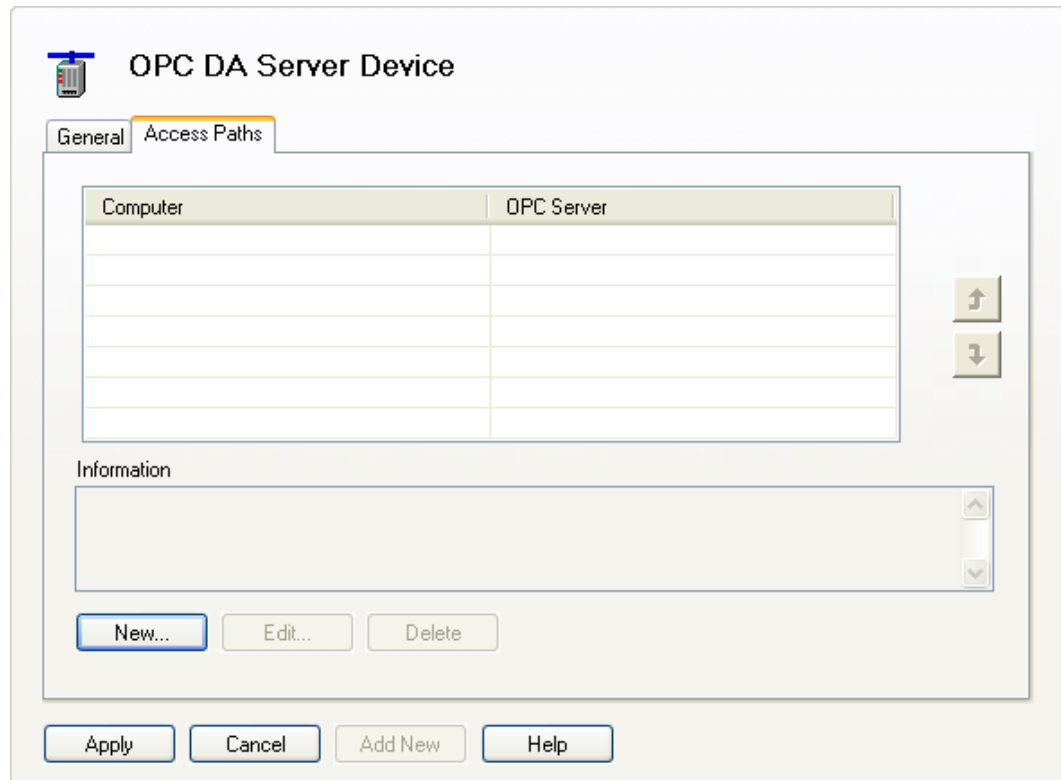 OPC DA Server Device
General Access Paths
Computer OPC Server
Information
New... Edit... Delete
Apply Cancel Add New Help